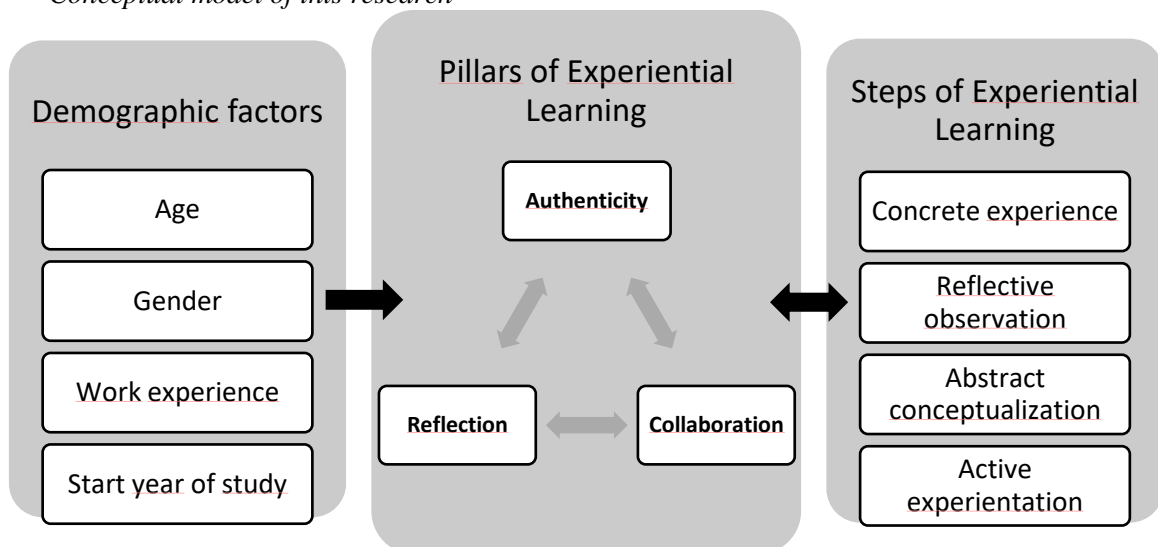 Conceptual model of this research
Demographic factors
Age
Gender
Work experience
Start year of study
Pillars of Experiential
Learning
Authenticity
Reflection
Collaboration
Steps of Experiential
Learning
Concrete experience
Reflective
observation
Abstract
conceptualization
Active
experientation